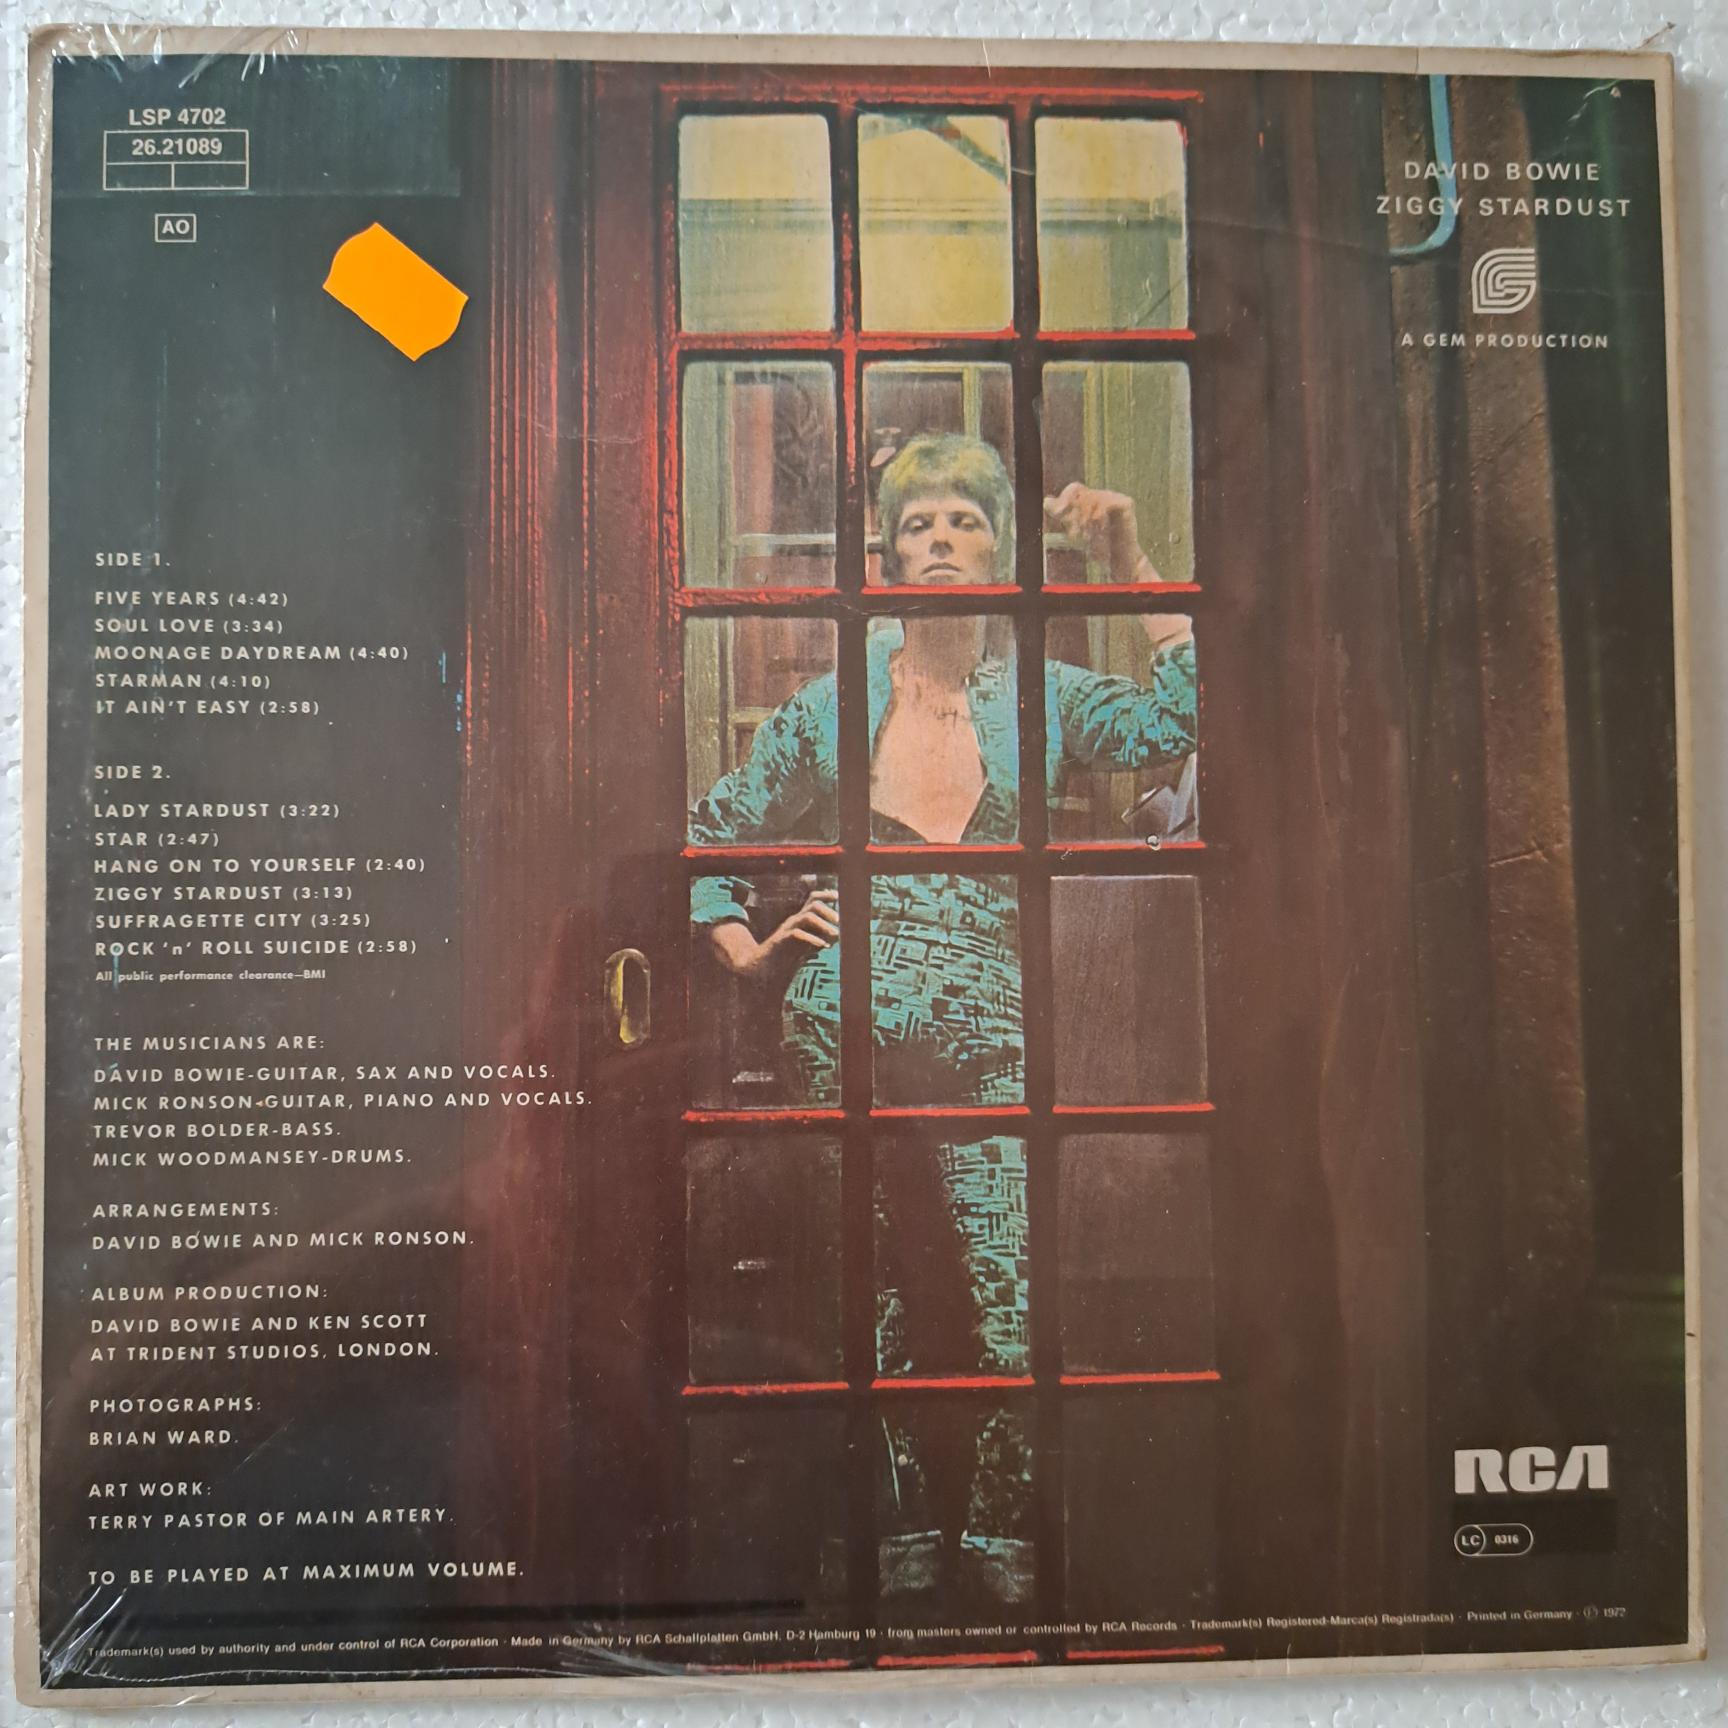 LSP 4702
26.21089
AO
DAVID BOWIE
ZIGGY STARDUST
A GEM PRODUCTION
SIDE 1.
FIVE YEARS (4:42)
SOUL LOVE (3:34)
MOONAGE DAYDREAM (4:40)
STARMAN (4:10)
IT AIN'T EASY (2:58)
SIDE 2.
LADY STARDUST (3:22)
STAR (2:47)
HANG ON TO YOURSELF (2:40)
ZIGGY STARDUST (3:13)
SUFFRAGETTE CITY (3:25)
ROCK 'n' ROLL SUICIDE (2:58)
All public performance clearance—BMI
THE MUSICIANS ARE:
DAVID BOWIE-GUITAR, SAX AND VOCALS.
MICK RONSON-GUITAR, PIANO AND VOCALS.
TREVOR BOLDER-BASS.
MICK WOODMANSEY-DRUMS.
ARRANGEMENTS:
DAVID BOWIE AND MICK RONSON.
ALBUM PRODUCTION:
DAVID BOWIE AND KEN SCOTT
AT TRIDENT STUDIOS, LONDON.
PHOTOGRAPHS:
BRIAN WARD.
ART WORK:
TERRY PASTOR OF MAIN ARTERY.
TO BE PLAYED AT MAXIMUM VOLUME.
RCA
LC 0316
Trademark(s) used by authority and under control of RCA Corporation · Made in Germany by RCA Schallplatten GmbH, D-2 Hamburg 19 · from masters owned or controlled by RCA Records · Trademark(s) Registered-Marca(s) Registrada(s) · Printed in Germany · Ⓟ 1972